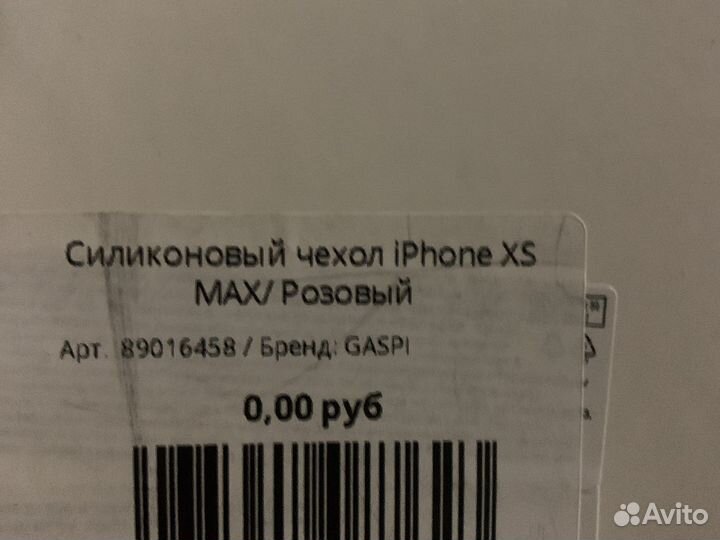 Силиконовый чехол iPhone XS
MAX/ Розовый
Арт. 89016458 / Бренд: GASPI
0,00 руб
Avito